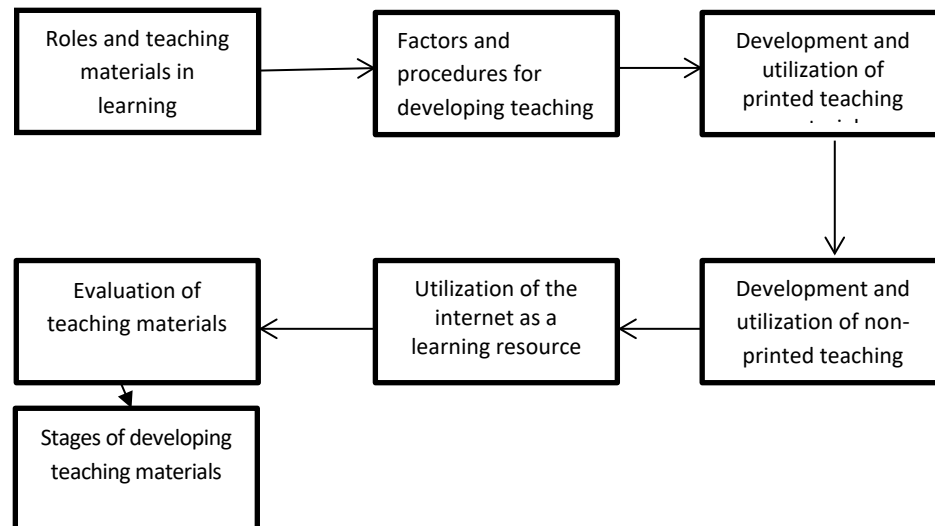 Roles and teaching
materials in
learning
Factors and
procedures for
developing teaching
Development and
utilization of
printed teaching
Development and
utilization of non-
printed teaching
Utilization of the
internet as a
learning resource
Evaluation of
teaching materials
Stages of developing
teaching materials